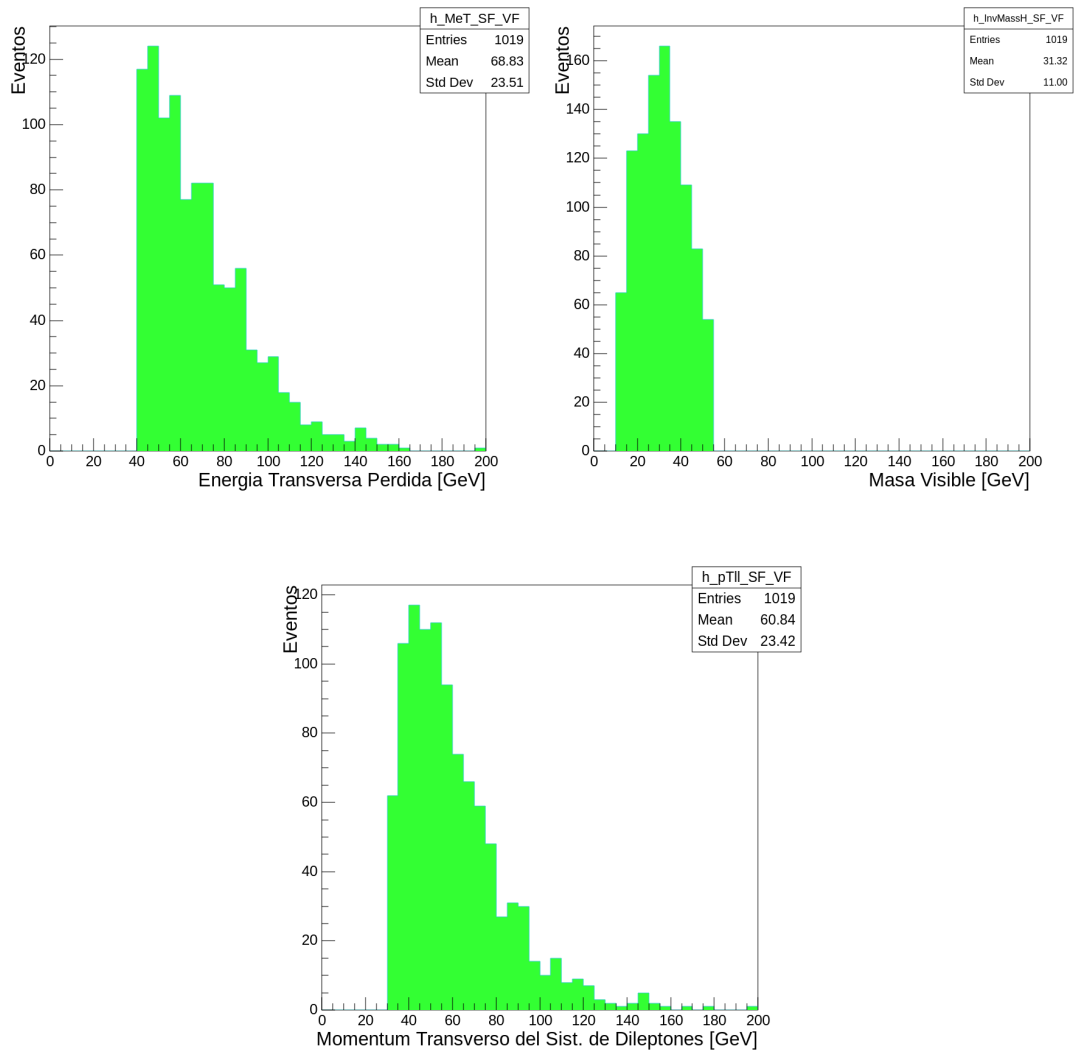 h_MeT_SF_VF
Entries 1019
Mean 68.83
Std Dev 23.51
Eventos
120
100
80
60
40
20
0
0 20 40 60 80 100 120 140 160 180 200
Energia Transversa Perdida [GeV]
h_InvMassH_SF_VF
Entries 1019
Mean 31.32
Std Dev 11.00
Eventos
160
140
120
100
80
60
40
20
0
0 20 40 60 80 100 120 140 160 180 200
Masa Visible [GeV]
h_pTll_SF_VF
Entries 1019
Mean 60.84
Std Dev 23.42
Eventos
120
100
80
60
40
20
0
0 20 40 60 80 100 120 140 160 180 200
Momentum Transverso del Sist. de Dileptones [GeV]